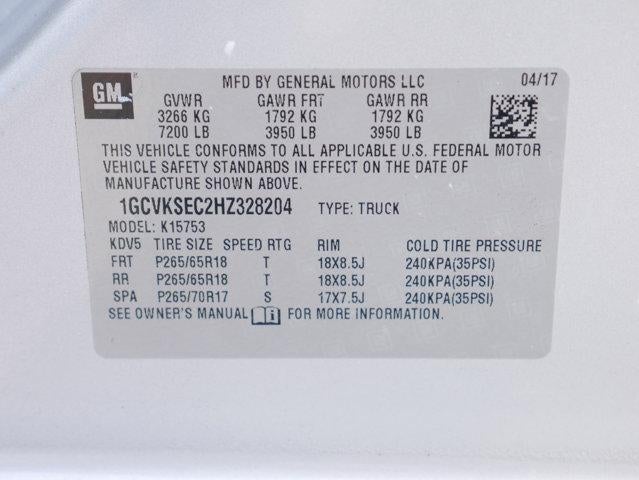 GM
MFD BY GENERAL MOTORS LLC 04/17
GVWR GAWR FRT GAWR RR
3266 KG 1792 KG 1792 KG
7200 LB 3950 LB 3950 LB
THIS VEHICLE CONFORMS TO ALL APPLICABLE U.S. FEDERAL MOTOR
VEHICLE SAFETY STANDARDS IN EFFECT ON THE DATE OF
MANUFACTURE SHOWN ABOVE.
1GCVKSEC2HZ328204 TYPE: TRUCK
MODEL: K15753
KDV5 TIRE SIZE SPEED RTG RIM COLD TIRE PRESSURE
FRT P265/65R18 T 18X8.5J 240KPA(35PSI)
RR P265/65R18 T 18X8.5J 240KPA(35PSI)
SPA P265/70R17 S 17X7.5J 240KPA(35PSI)
SEE OWNER'S MANUAL i FOR MORE INFORMATION.